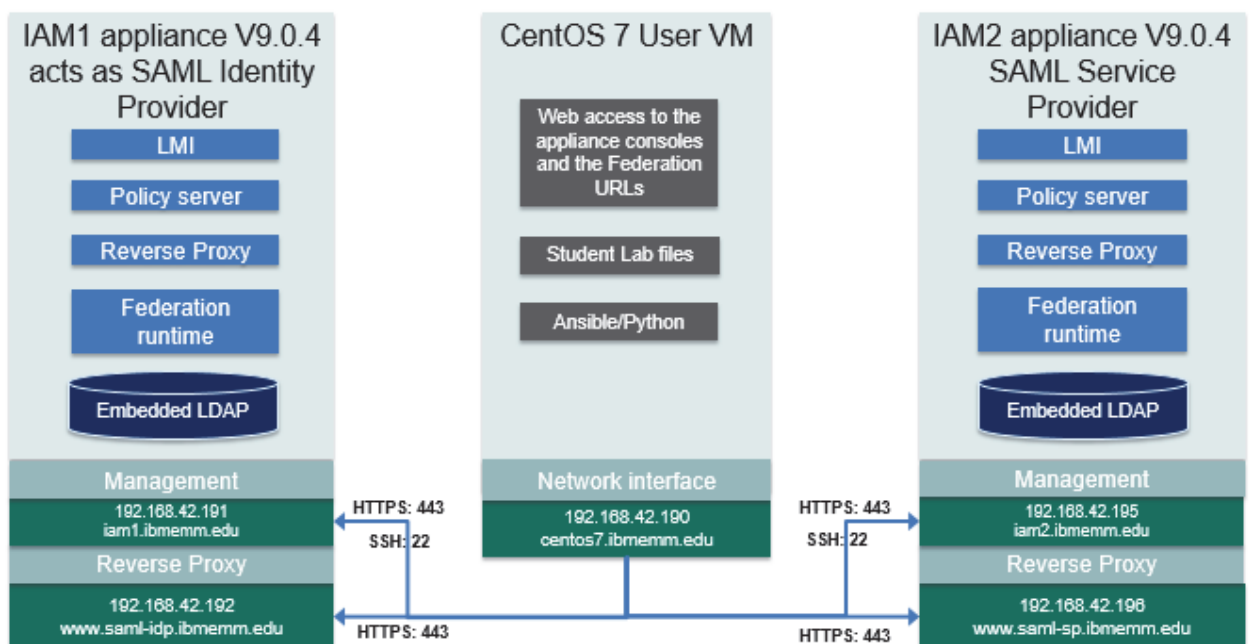 IAM1 appliance V9.0.4
acts as SAML Identity
Provider
LMI
Policy server
Reverse Proxy
Federation
runtime
Embedded LDAP
Management
192.168.42.191
iam1.ibmemm.edu
Reverse Proxy
192.168.42.192
www.saml-idp.ibmemm.edu
HTTPS: 443
SSH: 22
HTTPS: 443
CentOS 7 User VM
Web access to the
appliance consoles
and the Federation
URLs
Student Lab files
Ansible/Python
Network interface
192.168.42.190
centos7.ibmemm.edu
HTTPS: 443
SSH: 22
HTTPS: 443
IAM2 appliance V9.0.4
SAML Service
Provider
LMI
Policy server
Reverse Proxy
Federation
runtime
Embedded LDAP
Management
192.168.42.195
iam2.ibmemm.edu
Reverse Proxy
192.168.42.196
www.saml-sp.ibmemm.edu